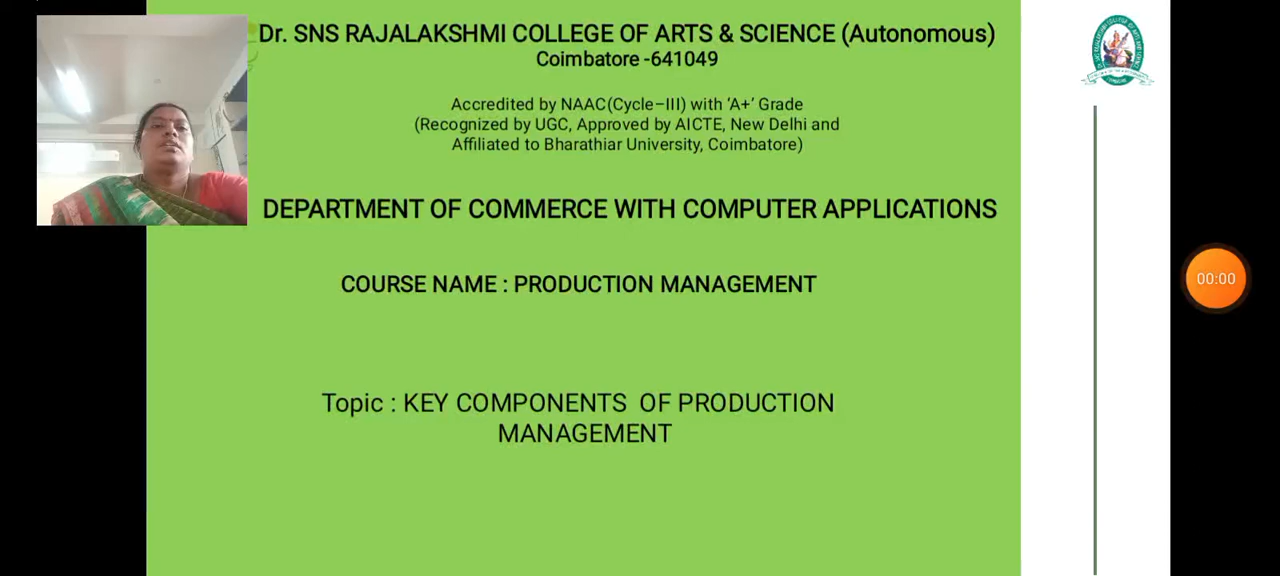 Dr. SNS RAJALAKSHMI COLLEGE OF ARTS & SCIENCE (Autonomous)
Coimbatore -641049
Accredited by NAAC(Cycle–III) with ‘A+’ Grade
(Recognized by UGC, Approved by AICTE, New Delhi and
Affiliated to Bharathiar University, Coimbatore)
DEPARTMENT OF COMMERCE WITH COMPUTER APPLICATIONS
COURSE NAME : PRODUCTION MANAGEMENT
00:00
Topic : KEY COMPONENTS OF PRODUCTION
MANAGEMENT